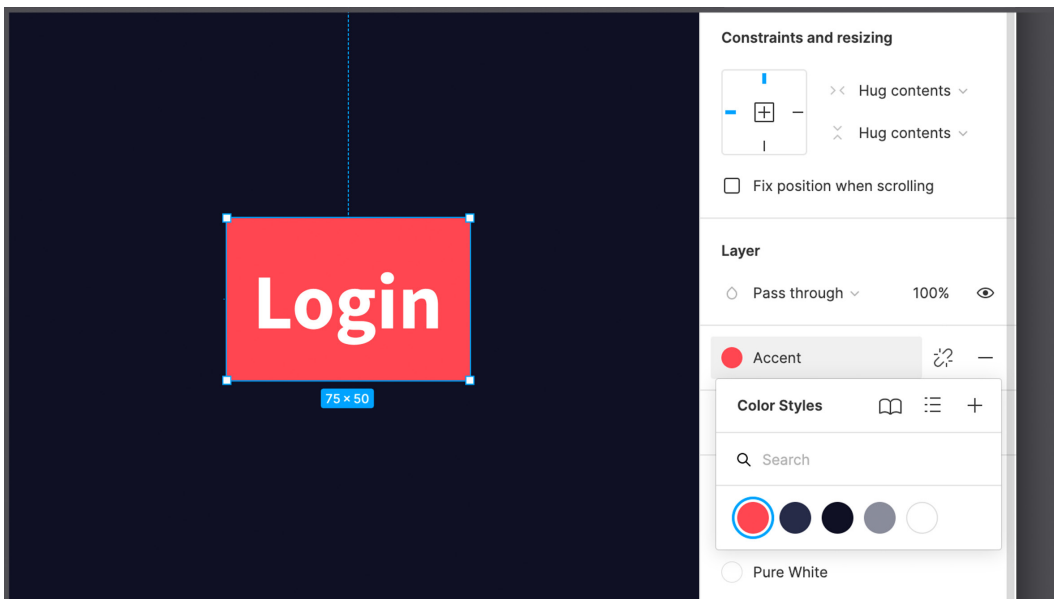 Login
75 × 50
Constraints and resizing
Hug contents
Hug contents
Fix position when scrolling
Layer
Pass through 100%
Accent
Color Styles
Search
Pure White